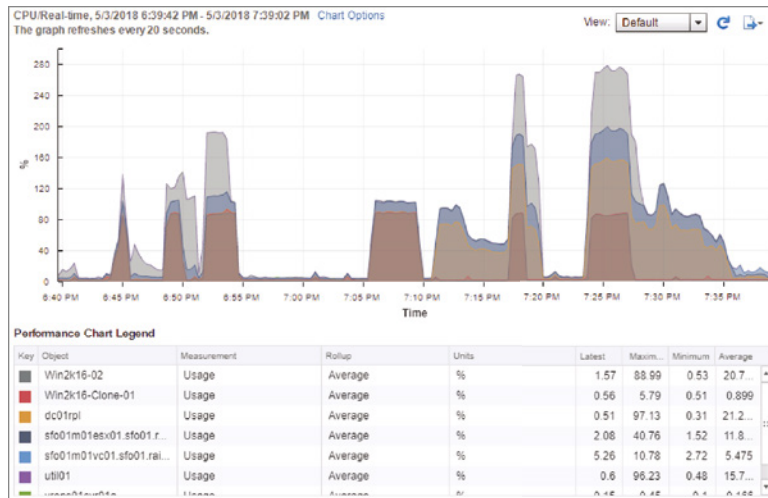 CPU/Real-time, 5/3/2018 6:39:42 PM - 5/3/2018 7:39:02 PM Chart Options
The graph refreshes every 20 seconds.
View: Default
280
240
200
160
120
80
40
0
%
6:40 PM 6:45 PM 6:50 PM 6:55 PM 7:00 PM 7:05 PM 7:10 PM 7:15 PM 7:20 PM 7:25 PM 7:30 PM 7:35 PM
Time
Performance Chart Legend
Key Object Measurement Rollup Units Latest Maxim... Minimum Average
Win2k16-02 Usage Average % 1.57 88.99 0.53 20.7...
Win2k16-Clone-01 Usage Average % 0.56 5.79 0.51 0.899
dc01rpl Usage Average % 0.51 97.13 0.31 21.2...
sfo01m01esx01.sfo01.r... Usage Average % 2.08 40.76 1.52 11.8...
sfo01m01vc01.sfo01.rai... Usage Average % 5.26 10.78 2.72 5.475
util01 Usage Average % 0.6 96.23 0.48 15.7...